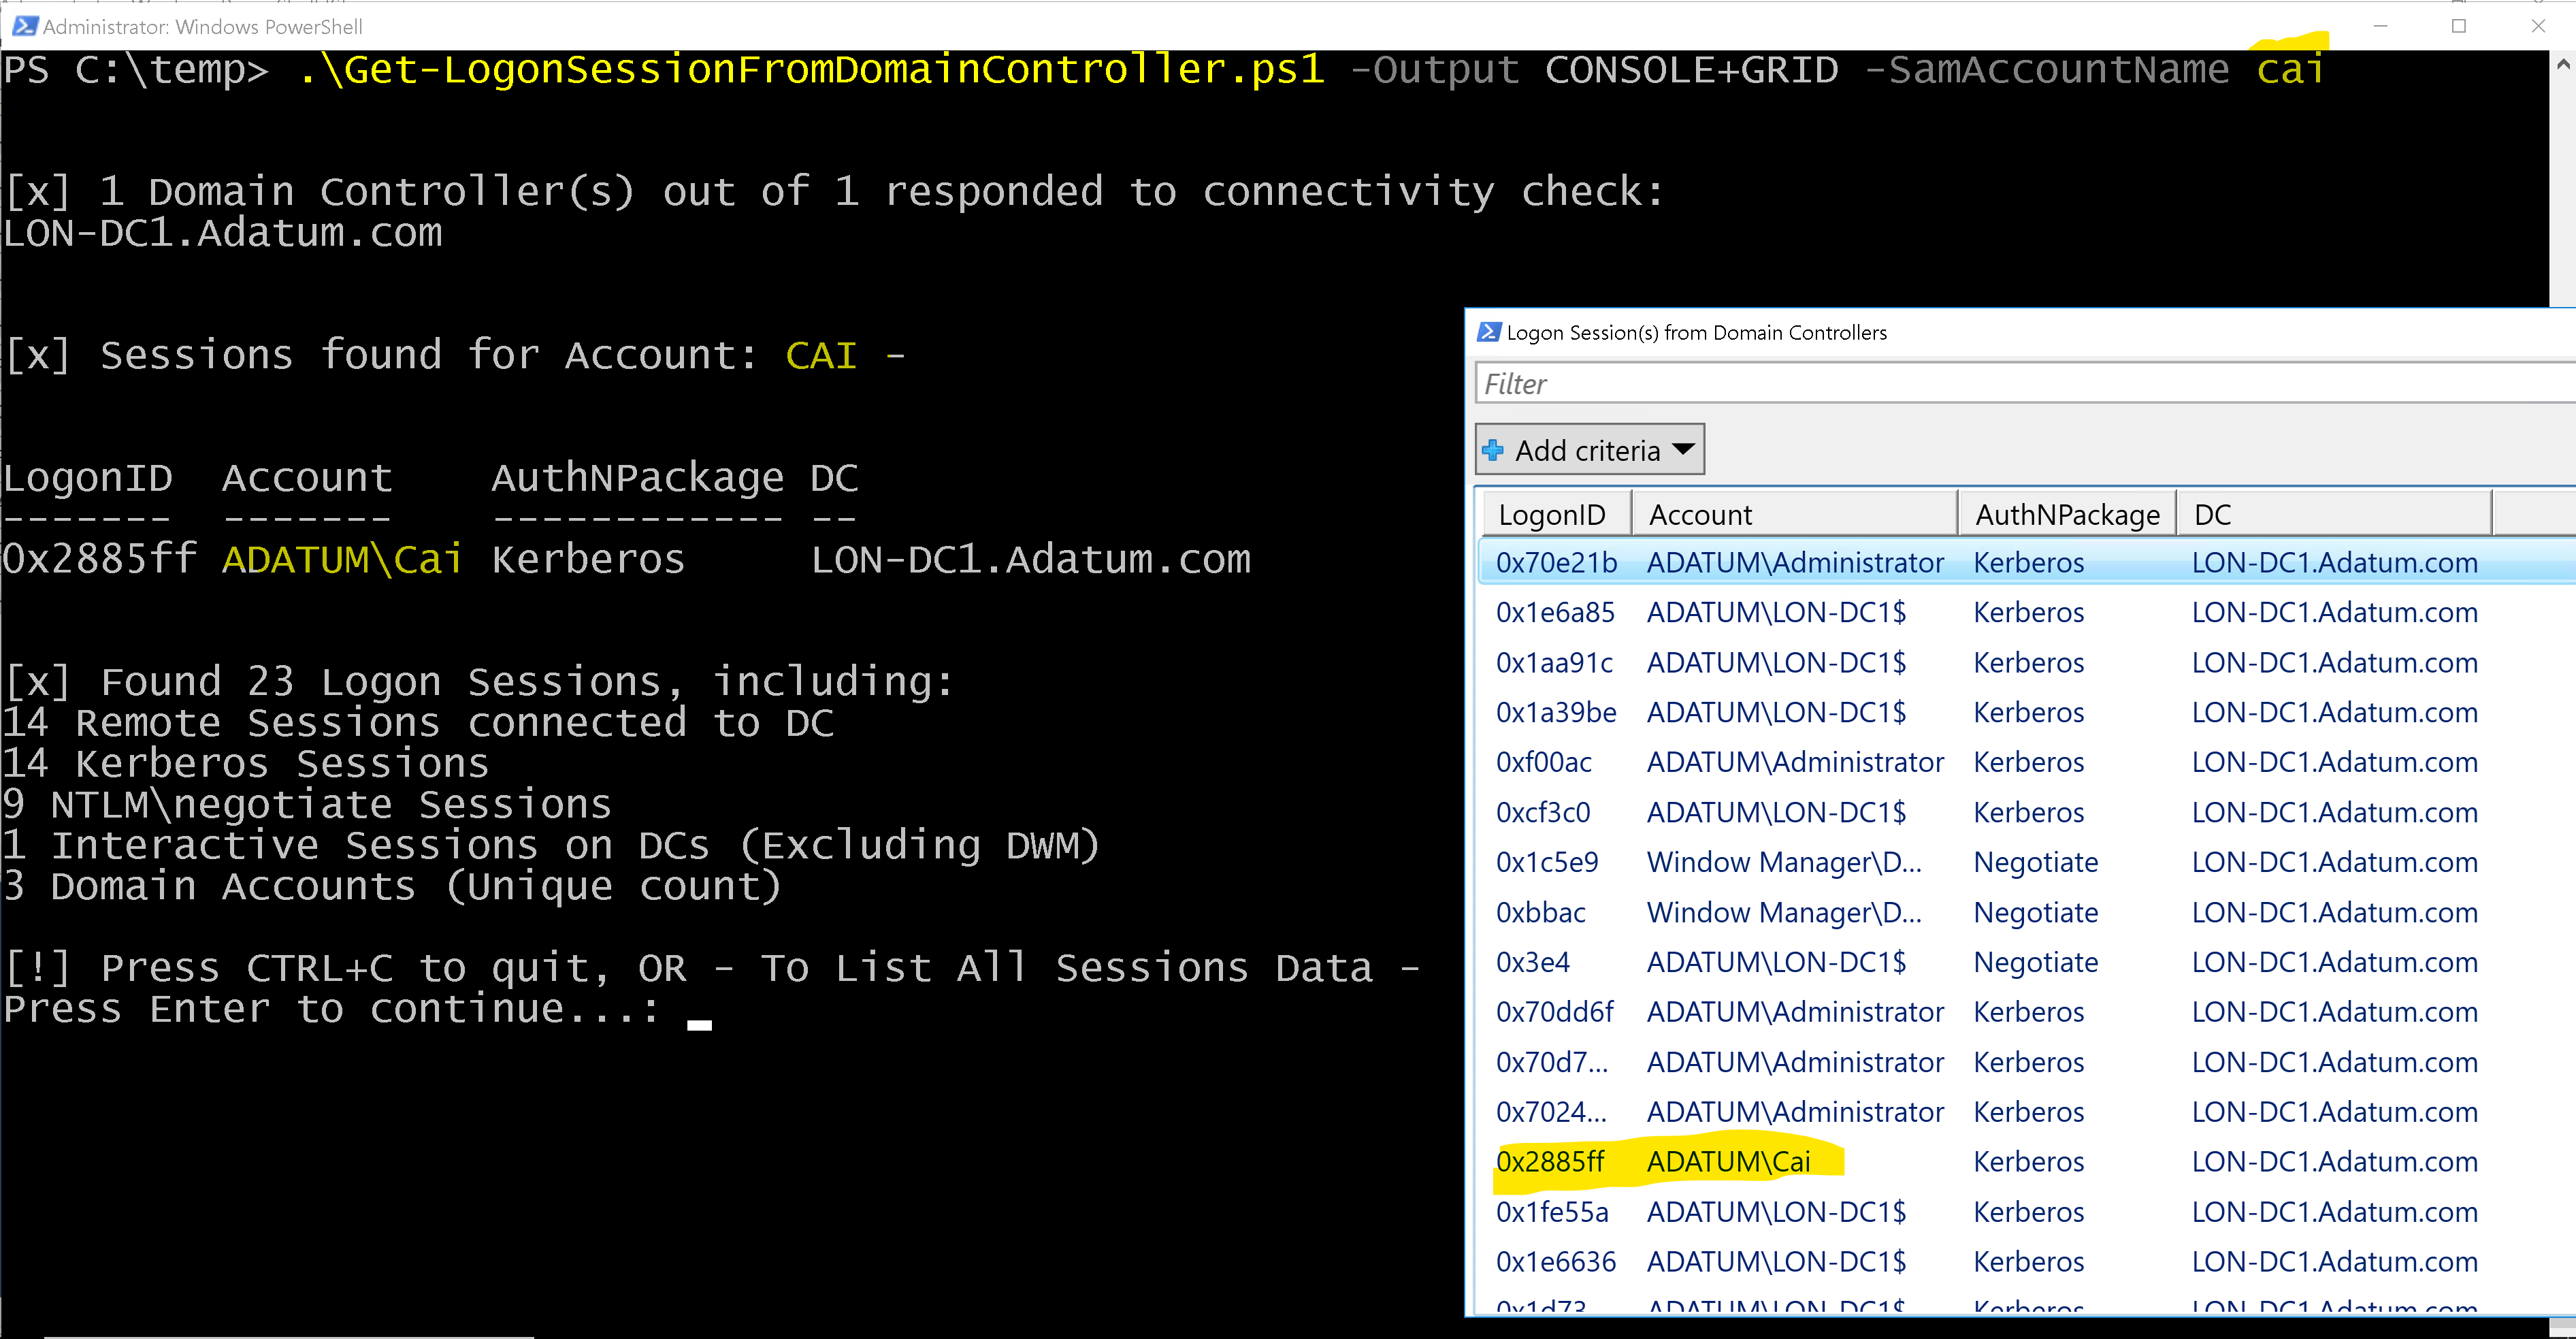 Administrator: Windows PowerShell
PS C:\temp> .\Get-LogonSessionFromDomainController.ps1 -Output CONSOLE+GRID -SamAccountName cai
[x] 1 Domain Controller(s) out of 1 responded to connectivity check:
LON-DC1.Adatum.com
[x] Sessions found for Account: CAI -
LogonID Account AuthNPackage DC
------- ------- ------------ --
0x2885ff ADATUM\Cai Kerberos LON-DC1.Adatum.com
[x] Found 23 Logon Sessions, including:
14 Remote Sessions connected to DC
14 Kerberos Sessions
9 NTLM\negotiate Sessions
1 Interactive Sessions on DCs (Excluding DWM)
3 Domain Accounts (Unique count)
[!] Press CTRL+C to quit, OR - To List All Sessions Data -
Press Enter to continue...:
Logon Session(s) from Domain Controllers
Filter
Add criteria
LogonID Account AuthNPackage DC
0x70e21b ADATUM\Administrator Kerberos LON-DC1.Adatum.com
0x1e6a85 ADATUM\LON-DC1$ Kerberos LON-DC1.Adatum.com
0x1aa91c ADATUM\LON-DC1$ Kerberos LON-DC1.Adatum.com
0x1a39be ADATUM\LON-DC1$ Kerberos LON-DC1.Adatum.com
0xf00ac ADATUM\Administrator Kerberos LON-DC1.Adatum.com
0xcf3c0 ADATUM\LON-DC1$ Kerberos LON-DC1.Adatum.com
0x1c5e9 Window Manager\D... Negotiate LON-DC1.Adatum.com
0xbbac Window Manager\D... Negotiate LON-DC1.Adatum.com
0x3e4 ADATUM\LON-DC1$ Negotiate LON-DC1.Adatum.com
0x70dd6f ADATUM\Administrator Kerberos LON-DC1.Adatum.com
0x70d7... ADATUM\Administrator Kerberos LON-DC1.Adatum.com
0x7024... ADATUM\Administrator Kerberos LON-DC1.Adatum.com
0x2885ff ADATUM\Cai Kerberos LON-DC1.Adatum.com
0x1fe55a ADATUM\LON-DC1$ Kerberos LON-DC1.Adatum.com
0x1e6636 ADATUM\LON-DC1$ Kerberos LON-DC1.Adatum.com
0x1d73 ADATUM\LON-DC1$ Kerberos LON-DC1.Adatum.com